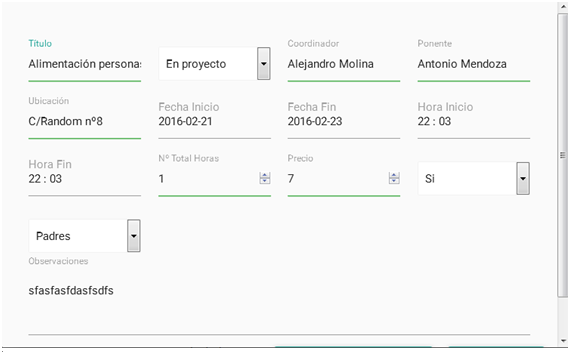 Título
Coordinador
Ponente
Alimentación personas
En proyecto
Alejandro Molina
Antonio Mendoza
Ubicación
Fecha Inicio
Fecha Fin
Hora Inicio
C/Random nº8
2016-02-21
2016-02-23
22 : 03
Hora Fin
Nº Total Horas
Precio
22 : 03
1
7
Si
Padres
Observaciones
sfasfasfdasfsdfs